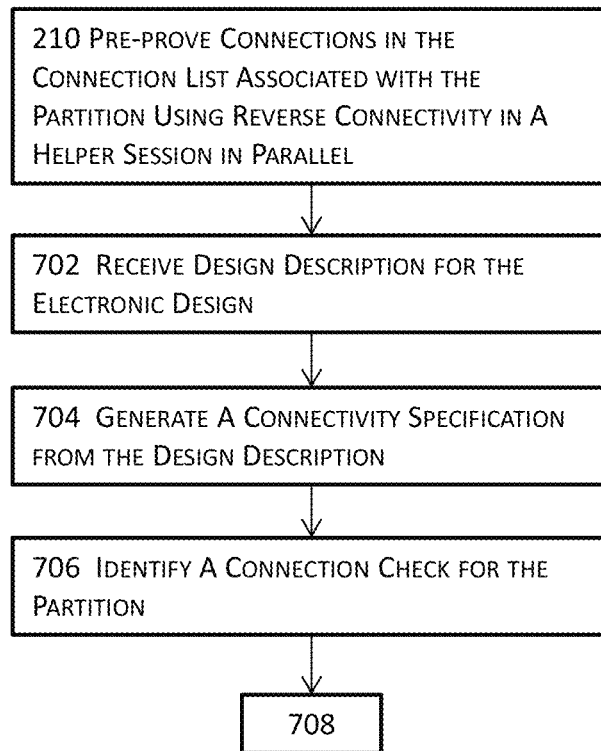 210 Pre-prove Connections in the
Connection List Associated with the
Partition Using Reverse Connectivity in A
Helper Session in Parallel
702 Receive Design Description for the
Electronic Design
704 Generate A Connectivity Specification
from the Design Description
706 Identify A Connection Check for the
Partition
708